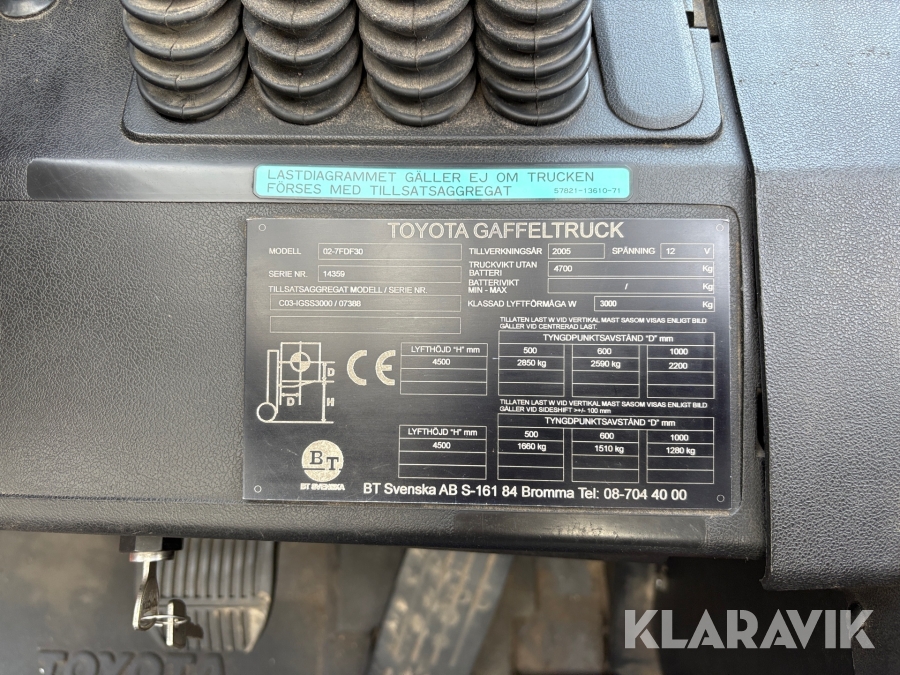 LASTDIAGRAMMET GÄLLER EJ OM TRUCKEN
FÖRSES MED TILLSATSAGGREGAT 57821-13610-71
TOYOTA GAFFELTRUCK
MODELL 02-7FDF30 TILLVERKNINGSÅR 2005 SPÄNNING 12 V
SERIE NR. 14359
TRUCKVIKT UTAN
BATTERI 4700 Kg
BATTERIVIKT
MIN - MAX / Kg
TILLSATSAGGREGAT MODELL / SERIE NR.
C03-IGSS3000 / 07388
KLASSAD LYFTFÖRMÅGA W 3000 Kg
TILLATEN LAST W VID VERTIKAL MAST SASOM VISAS ENLIGT BILD
GÄLLER VID CENTRERAD LAST.
LYFTHÖJD "H" mm TYNGDPUNKTSAVSTÅND "D" mm
500 600 1000
4500 2850 kg 2590 kg 2200
TILLATEN LAST W VID VERTIKAL MAST SASOM VISAS ENLIGT BILD
GÄLLER VID SIDESHIFT >+/- 100 mm
LYFTHÖJD "H" mm TYNGDPUNKTSAVSTÅND "D" mm
500 600 1000
4500 1660 kg 1510 kg 1280 kg
D
D H
CE
BT
BT SVENSKA
BT Svenska AB S-161 84 Bromma Tel: 08-704 40 00
TOYOTA
KLARAVIK